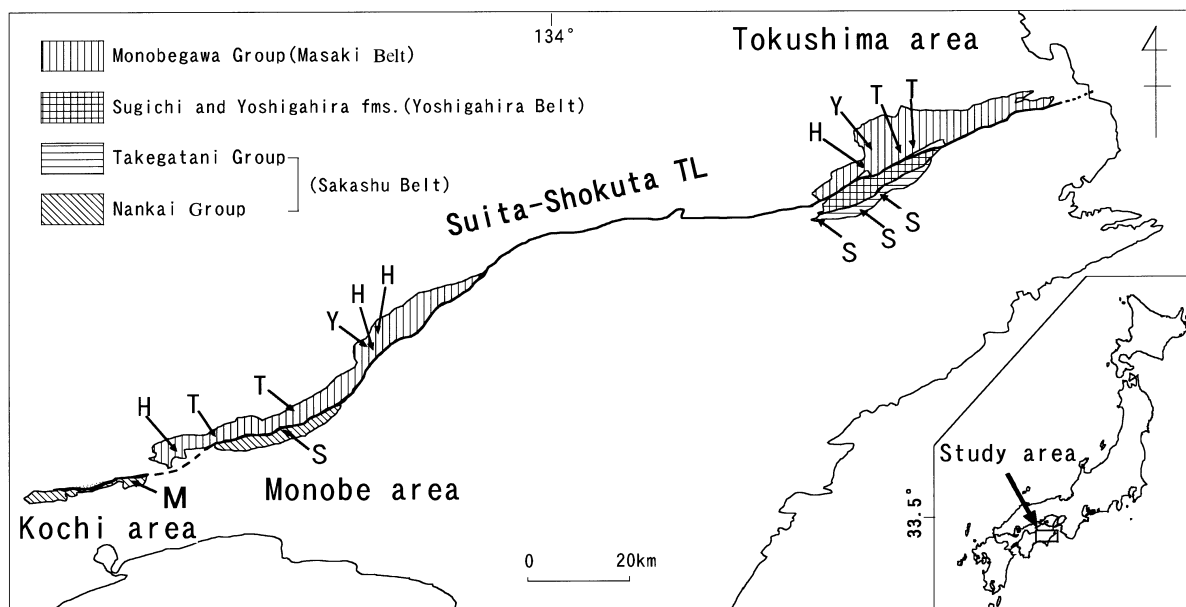 134°
Tokushima area
Monobegawa Group(Masaki Belt)
Sugichi and Yoshigahira fms.(Yoshigahira Belt)
Takegatani Group
(Sakashu Belt)
Nankai Group
Y
T
T
H
Suita-Shokuta TL
S
S
S
H
H
Y
T
T
H
S
M
Monobe area
Kochi area
20km
0
Study area
33.5°